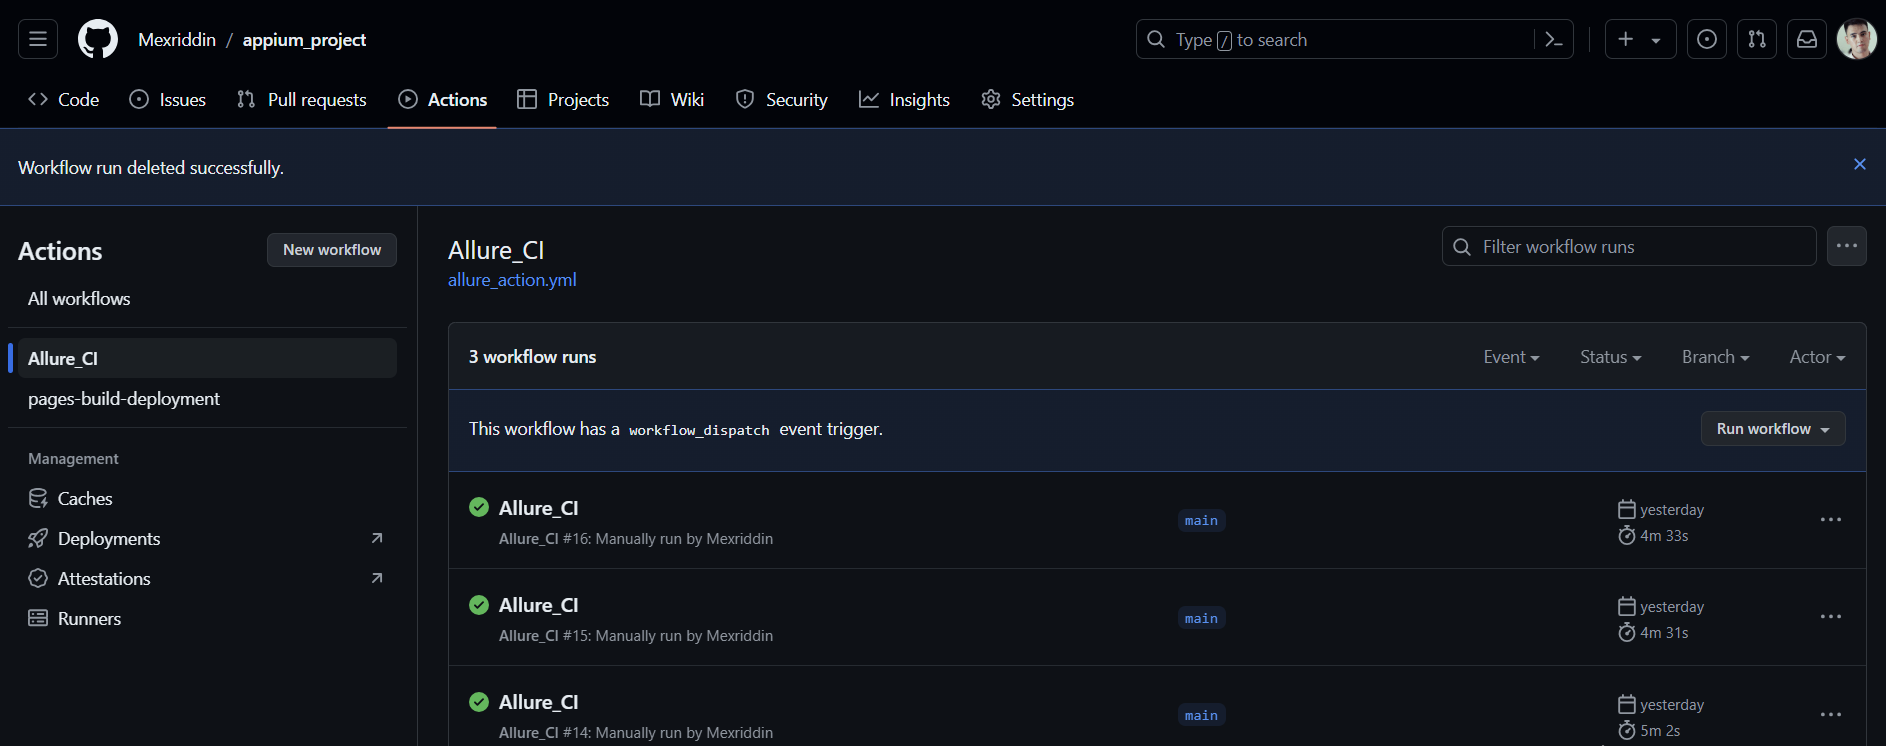 Mexriddin / appium_project
Type / to search
Code
Issues
Pull requests
Actions
Projects
Wiki
Security
Insights
Settings
Workflow run deleted successfully.
Actions
New workflow
All workflows
Allure_CI
pages-build-deployment
Management
Caches
Deployments
Attestations
Runners
Allure_CI
allure_action.yml
Filter workflow runs
3 workflow runs
Event
Status
Branch
Actor
This workflow has a workflow_dispatch event trigger.
Run workflow
Allure_CI
Allure_CI #16: Manually run by Mexriddin
main
yesterday
4m 33s
Allure_CI
Allure_CI #15: Manually run by Mexriddin
main
yesterday
4m 31s
Allure_CI
Allure_CI #14: Manually run by Mexriddin
main
yesterday
5m 2s